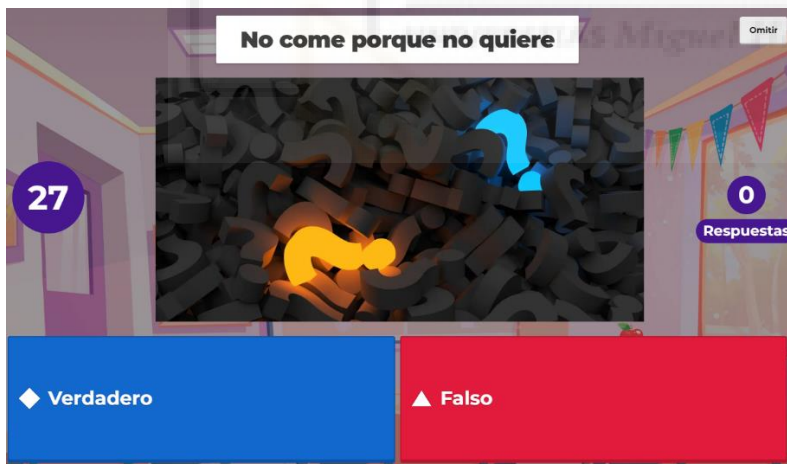 No come porque no quiere
Omitir
27
0
Respuestas
Verdadero
Falso